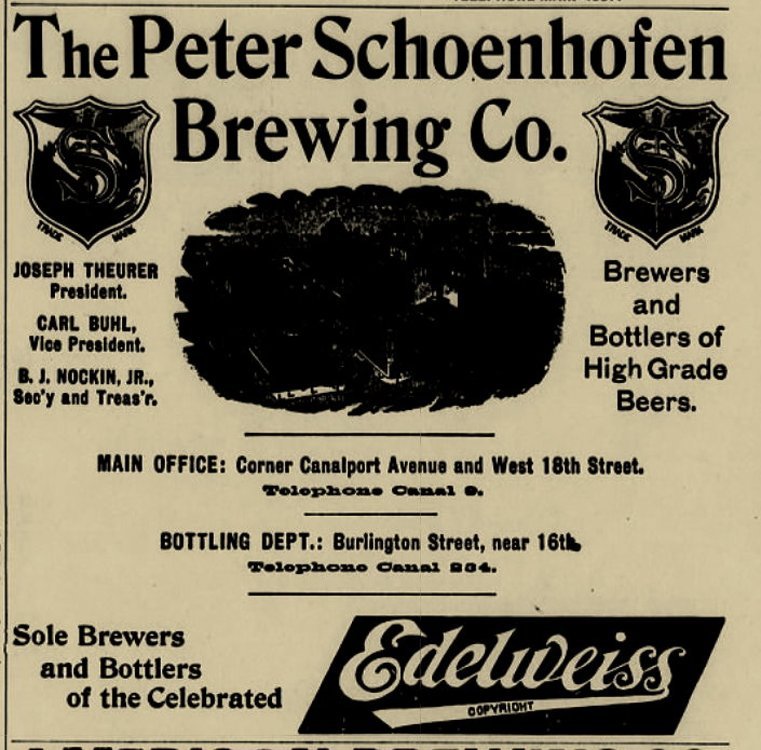 The Peter Schoenhofen
Brewing Co.
TRADE MARK
TRADE MARK
JOSEPH THEURER
President.
CARL BUHL,
Vice President.
B. J. NOCKIN, JR.,
Sec'y and Treas'r.
Brewers
and
Bottlers of
High Grade
Beers.
MAIN OFFICE: Corner Canalport Avenue and West 18th Street.
Telephone Canal 9.
BOTTLING DEPT.: Burlington Street, near 16th.
Telephone Canal 234.
Sole Brewers
and Bottlers
of the Celebrated
Edelweiss
COPYRIGHT